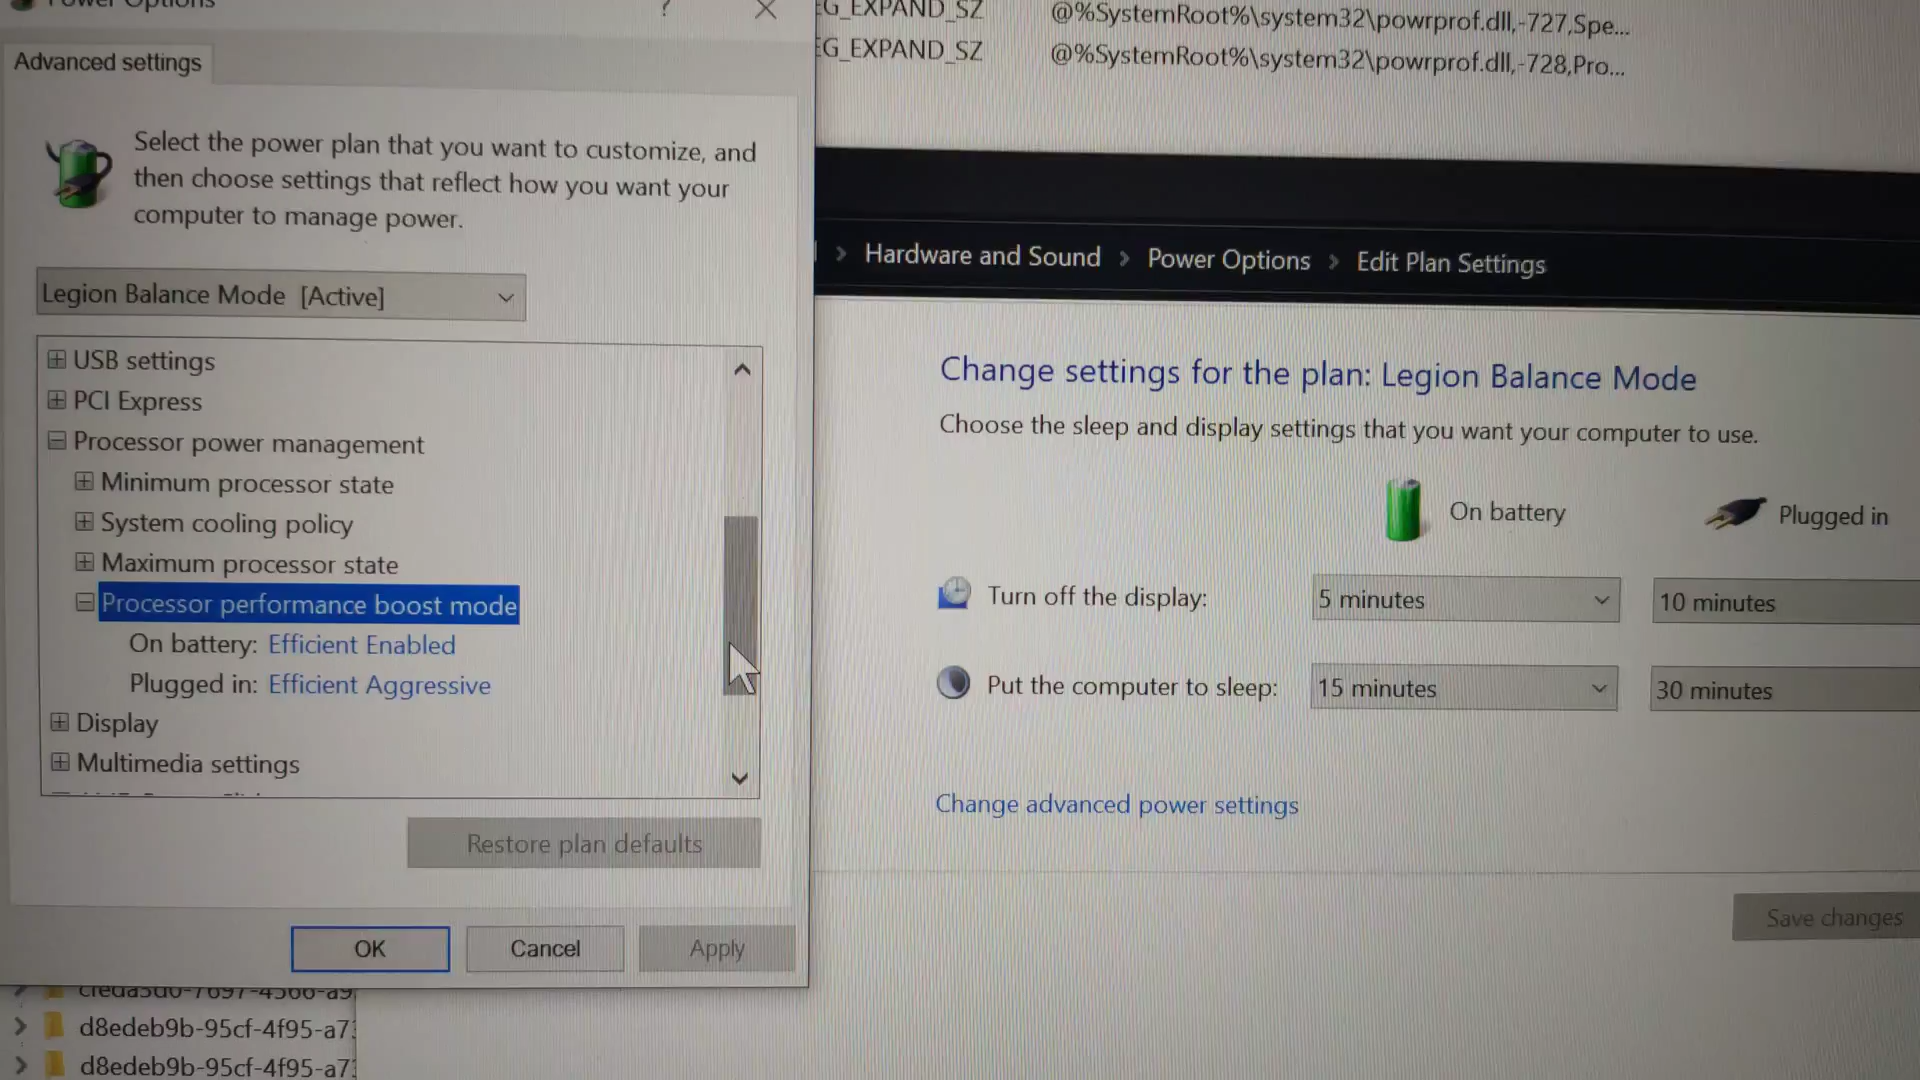 Power Options
?
Advanced settings
Select the power plan that you want to customize, and
then choose settings that reflect how you want your
computer to manage power.
Legion Balance Mode [Active]
USB settings
PCI Express
Processor power management
Minimum processor state
System cooling policy
Maximum processor state
Processor performance boost mode
On battery: Efficient Enabled
Plugged in: Efficient Aggressive
Display
Multimedia settings
Restore plan defaults
OK
Cancel
Apply
d8edeb9b-95cf-4f95-a73
d8edeb9b-95cf-4f95-a73
EG_EXPAND_SZ @%SystemRoot%\system32\powrprof.dll,-727,Spe...
EG_EXPAND_SZ @%SystemRoot%\system32\powrprof.dll,-728,Pro...
Hardware and Sound > Power Options > Edit Plan Settings
Change settings for the plan: Legion Balance Mode
Choose the sleep and display settings that you want your computer to use.
On battery
Plugged in
Turn off the display: 5 minutes 10 minutes
Put the computer to sleep: 15 minutes 30 minutes
Change advanced power settings
Save changes